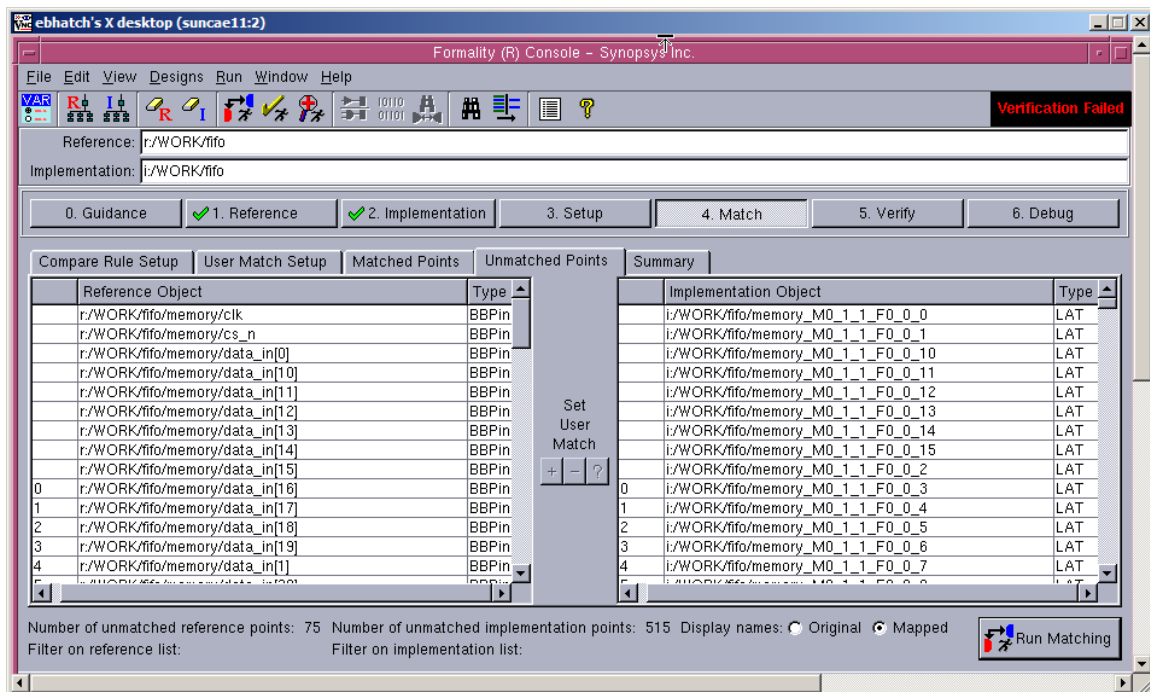 ebhatch's X desktop (suncae11:2)
Formality (R) Console – Synopsys Inc.
File Edit View Designs Run Window Help
VAR R I R I 10110 01101 Verification Failed
Reference: r:/WORK/fifo
Implementation: i:/WORK/fifo
0. Guidance 1. Reference 2. Implementation 3. Setup 4. Match 5. Verify 6. Debug
Compare Rule Setup User Match Setup Matched Points Unmatched Points Summary
Reference Object Type Implementation Object Type
r:/WORK/fifo/memory/clk BBPin i:/WORK/fifo/memory_M0_1_1_F0_0_0 LAT
r:/WORK/fifo/memory/cs_n BBPin i:/WORK/fifo/memory_M0_1_1_F0_0_1 LAT
r:/WORK/fifo/memory/data_in[0] BBPin i:/WORK/fifo/memory_M0_1_1_F0_0_10 LAT
r:/WORK/fifo/memory/data_in[10] BBPin i:/WORK/fifo/memory_M0_1_1_F0_0_11 LAT
r:/WORK/fifo/memory/data_in[11] BBPin i:/WORK/fifo/memory_M0_1_1_F0_0_12 LAT
r:/WORK/fifo/memory/data_in[12] BBPin Set i:/WORK/fifo/memory_M0_1_1_F0_0_13 LAT
r:/WORK/fifo/memory/data_in[13] BBPin User i:/WORK/fifo/memory_M0_1_1_F0_0_14 LAT
r:/WORK/fifo/memory/data_in[14] BBPin Match i:/WORK/fifo/memory_M0_1_1_F0_0_15 LAT
r:/WORK/fifo/memory/data_in[15] BBPin + - ? i:/WORK/fifo/memory_M0_1_1_F0_0_2 LAT
0 r:/WORK/fifo/memory/data_in[16] BBPin 0 i:/WORK/fifo/memory_M0_1_1_F0_0_3 LAT
1 r:/WORK/fifo/memory/data_in[17] BBPin 1 i:/WORK/fifo/memory_M0_1_1_F0_0_4 LAT
2 r:/WORK/fifo/memory/data_in[18] BBPin 2 i:/WORK/fifo/memory_M0_1_1_F0_0_5 LAT
3 r:/WORK/fifo/memory/data_in[19] BBPin 3 i:/WORK/fifo/memory_M0_1_1_F0_0_6 LAT
4 r:/WORK/fifo/memory/data_in[1] BBPin 4 i:/WORK/fifo/memory_M0_1_1_F0_0_7 LAT
Number of unmatched reference points: 75 Number of unmatched implementation points: 515 Display names: Original Mapped
Filter on reference list: Filter on implementation list: Run Matching